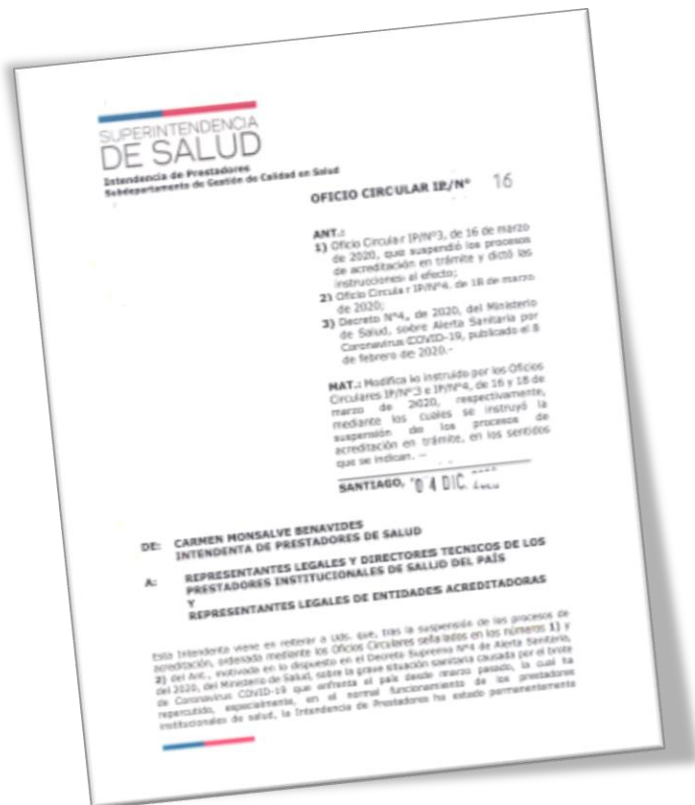 SUPERINTENDENCIA
DE SALUD
Intendencia de Prestadores
Subdepartamento de Gestión de Calidad en Salud
OFICIO CIRCULAR IP/N° 16
ANT.:
1) Oficio Circular IP/N°3, de 16 de marzo
de 2020, que suspendió los procesos
de acreditación en trámite y dictó las
instrucciones al efecto;
2) Oficio Circular IP/N°4, de 18 de marzo
de 2020;
3) Decreto N°4, de 2020, del Ministerio
de Salud, sobre Alerta Sanitaria por
Coronavirus COVID-19, publicado el 8
de febrero de 2020.-
MAT.: Modifica lo instruido por los Oficios
Circulares IP/N°3 e IP/N°4, de 16 y 18 de
marzo de 2020, respectivamente,
mediante los cuales se instruyó la
suspensión de los procesos de
acreditación en trámite, en los sentidos
que se indican. –
SANTIAGO, 04 DIC.
DE: CARMEN MONSALVE BENAVIDES
INTENDENTA DE PRESTADORES DE SALUD
A: REPRESENTANTES LEGALES Y DIRECTORES TECNICOS DE LOS
PRESTADORES INSTITUCIONALES DE SALUD DEL PAÍS
Y
REPRESENTANTES LEGALES DE ENTIDADES ACREDITADORAS
Esta Intendenta viene en reiterar a Uds. que, tras la suspensión de los procesos de
acreditación, ordenada mediante los Oficios Circulares señalados en los números 1) y
2) del Ant., motivada en lo dispuesto en el Decreto Supremo N°4 de Alerta Sanitaria,
del 2020, del Ministerio de Salud, sobre la grave situación sanitaria causada por el brote
de Coronavirus COVID-19 que enfrenta el país desde marzo pasado, la cual ha
repercutido, especialmente, en el normal funcionamiento de los prestadores
institucionales de salud, la Intendencia de Prestadores ha estado permanentemente